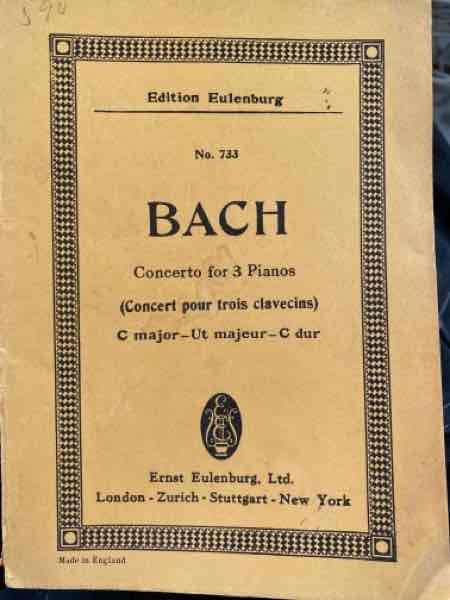 590
Edition Eulenburg
No. 733
BACH
Concerto for 3 Pianos
(Concert pour trois clavecins)
C major–Ut majeur–C dur
E E
Ernst Eulenburg, Ltd.
London - Zurich - Stuttgart - New York
Made in England